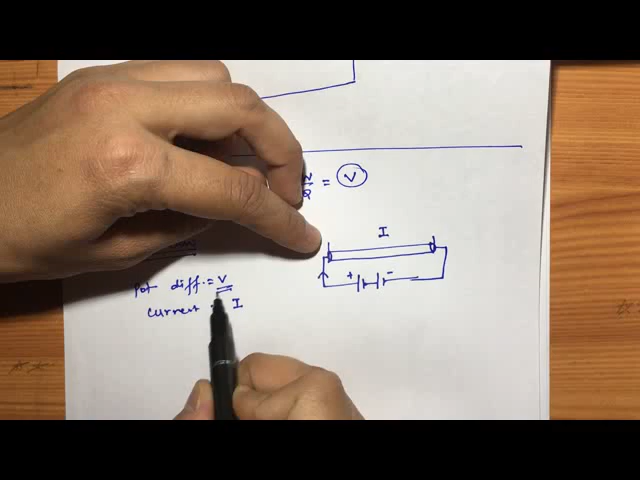 W/Q = V
I
+ -
Pot diff. = V
current = I